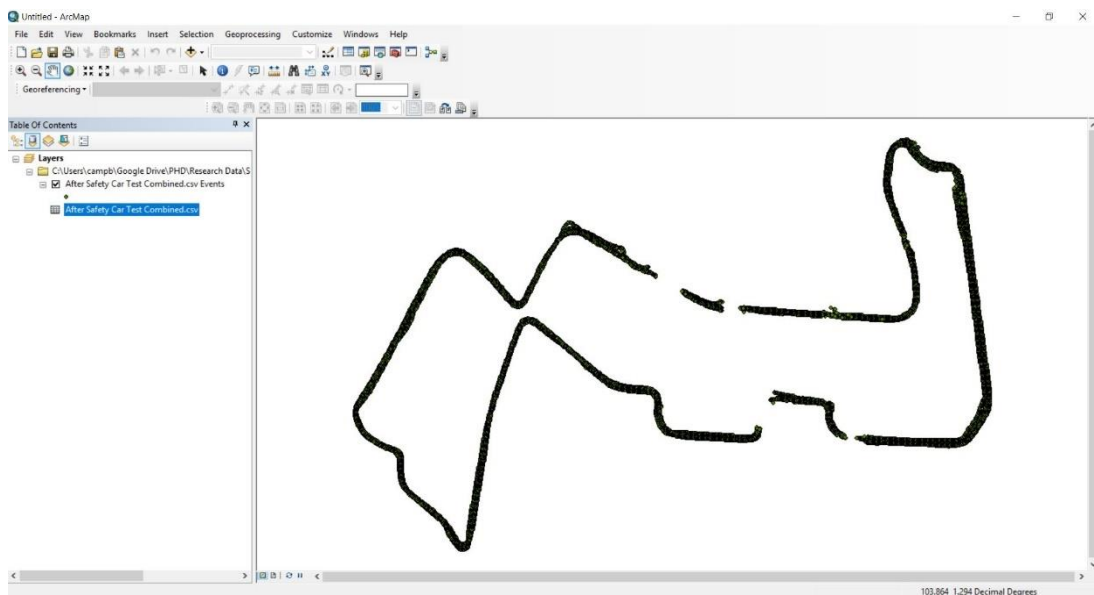 Untitled - ArcMap
File Edit View Bookmarks Insert Selection Geoprocessing Customize Windows Help
Georeferencing
Table Of Contents
Layers
C:\Users\campb\Google Drive\PHD\Research Data\S
After Safety Car Test Combined.csv Events
After Safety Car Test Combined.csv
103.864 1.294 Decimal Degrees